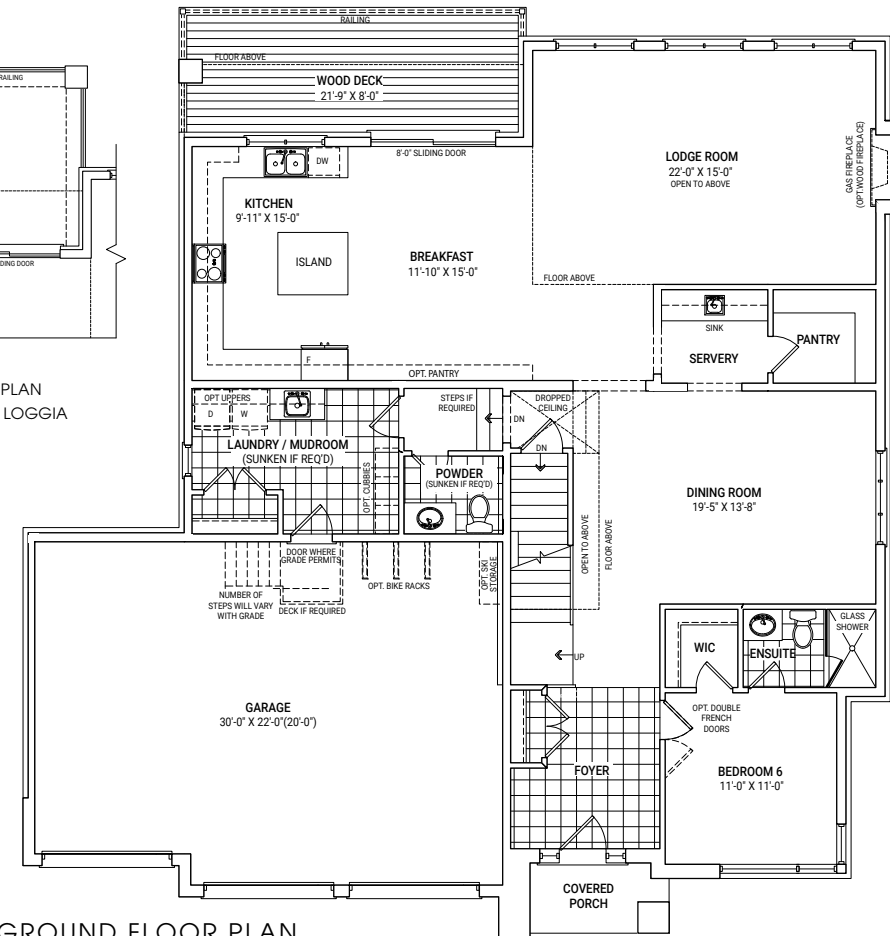 RAILING
FLOOR ABOVE
WOOD DECK
21'-9" X 8'-0"
RAILING
8'-0" SLIDING DOOR
DW
KITCHEN
9'-11" X 15'-0"
ISLAND
BREAKFAST
11'-10" X 15'-0"
LODGE ROOM
22'-0" X 15'-0"
OPEN TO ABOVE
GAS FIREPLACE
(OPT.WOOD FIREPLACE)
DING DOOR
FLOOR ABOVE
SINK
SERVERY
PANTRY
F
OPT. PANTRY
PLAN
LOGGIA
OPT UPPERS
D
W
LAUNDRY / MUDROOM
(SUNKEN IF REQ'D)
OPT. CUBBIES
STEPS IF
REQUIRED
DN
DROPPED
CEILING
DN
POWDER
(SUNKEN IF REQ'D)
OPEN TO ABOVE
FLOOR ABOVE
DINING ROOM
19'-5" X 13'-8"
DOOR WHERE
GRADE PERMITS
NUMBER OF
STEPS WILL VARY
WITH GRADE
DECK IF REQUIRED
OPT. BIKE RACKS
OPT. SKI
STORAGE
UP
WIC
ENSUITE
GLASS
SHOWER
GARAGE
30'-0" X 22'-0"(20'-0")
OPT. DOUBLE
FRENCH
DOORS
FOYER
BEDROOM 6
11'-0" X 11'-0"
COVERED
PORCH
GROUND FLOOR PLAN